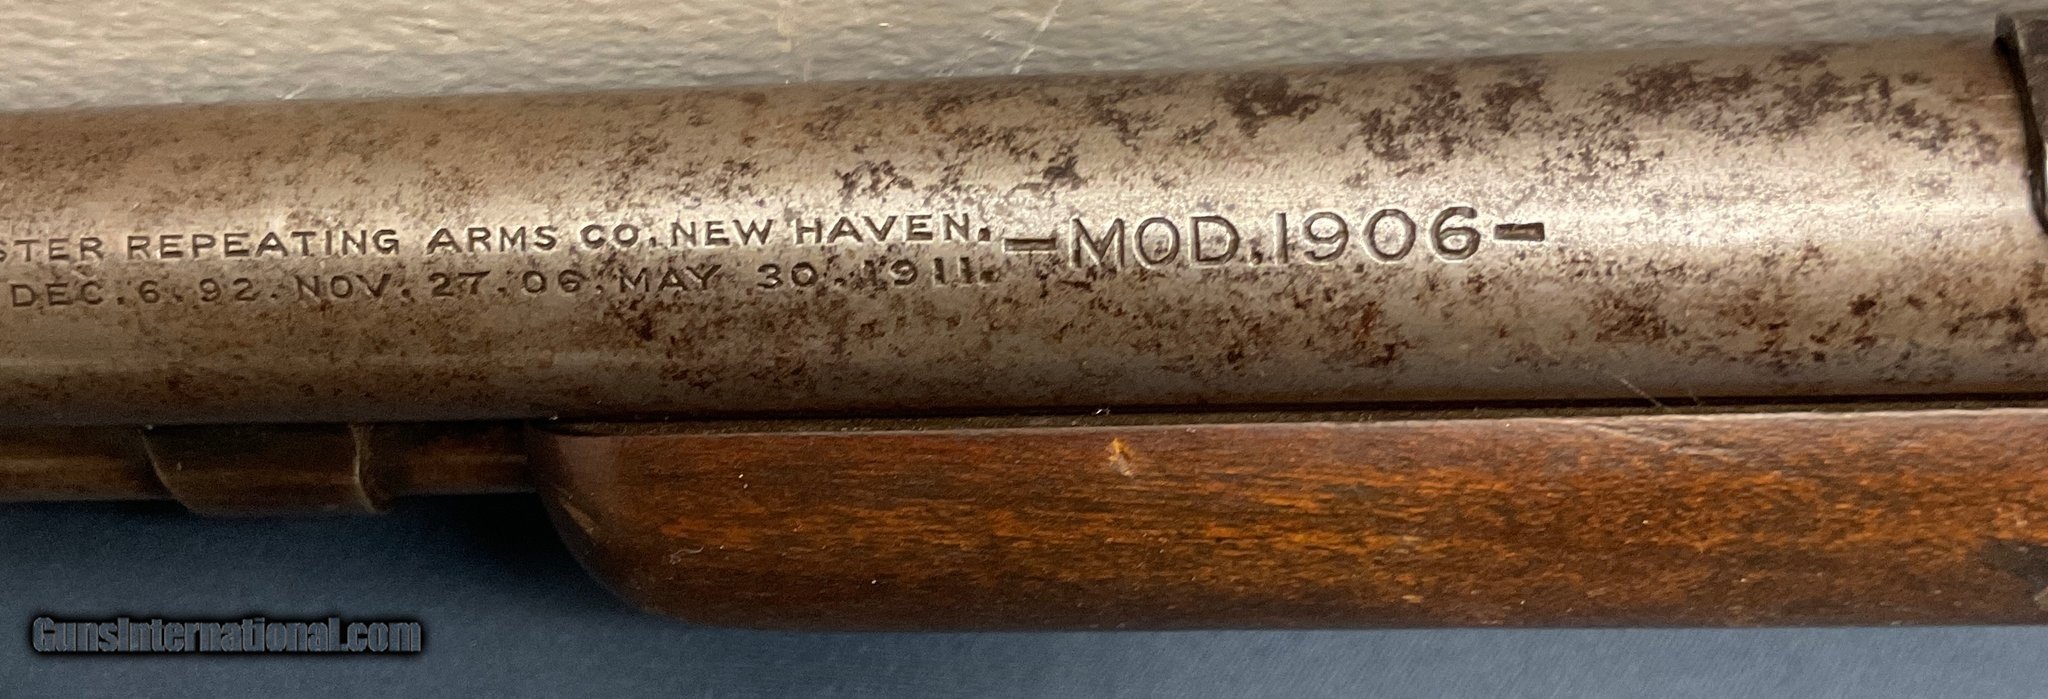 STER REPEATING ARMS CO. NEW HAVEN. -MOD. 1906-
DEC. 6. 92. NOV. 27. 06. MAY 30. 1911.
GunsInternational.com